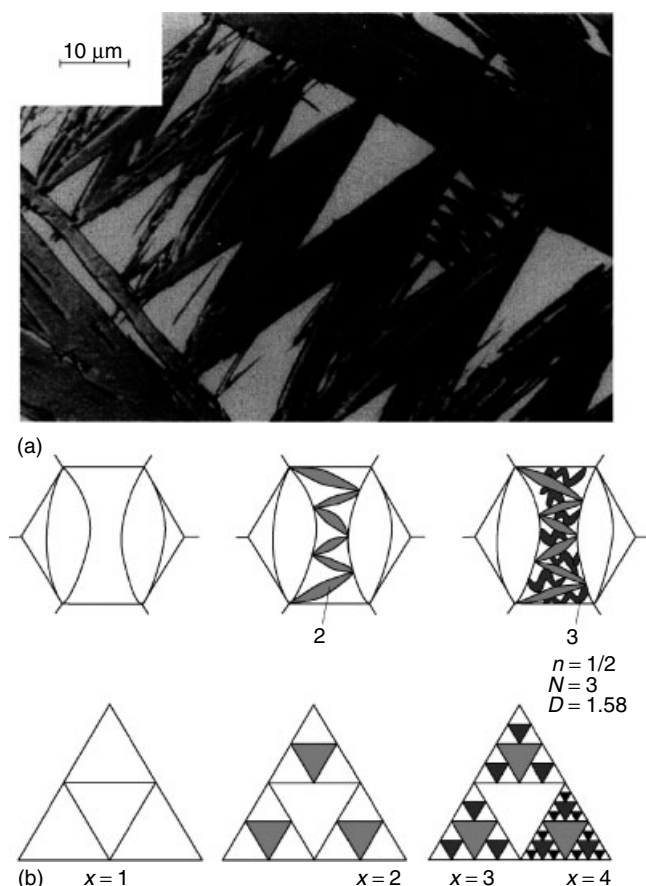 10 μm
(a)
2
3
n = 1/2
N = 3
D = 1.58
(b)
x = 1
x = 2
x = 3
x = 4